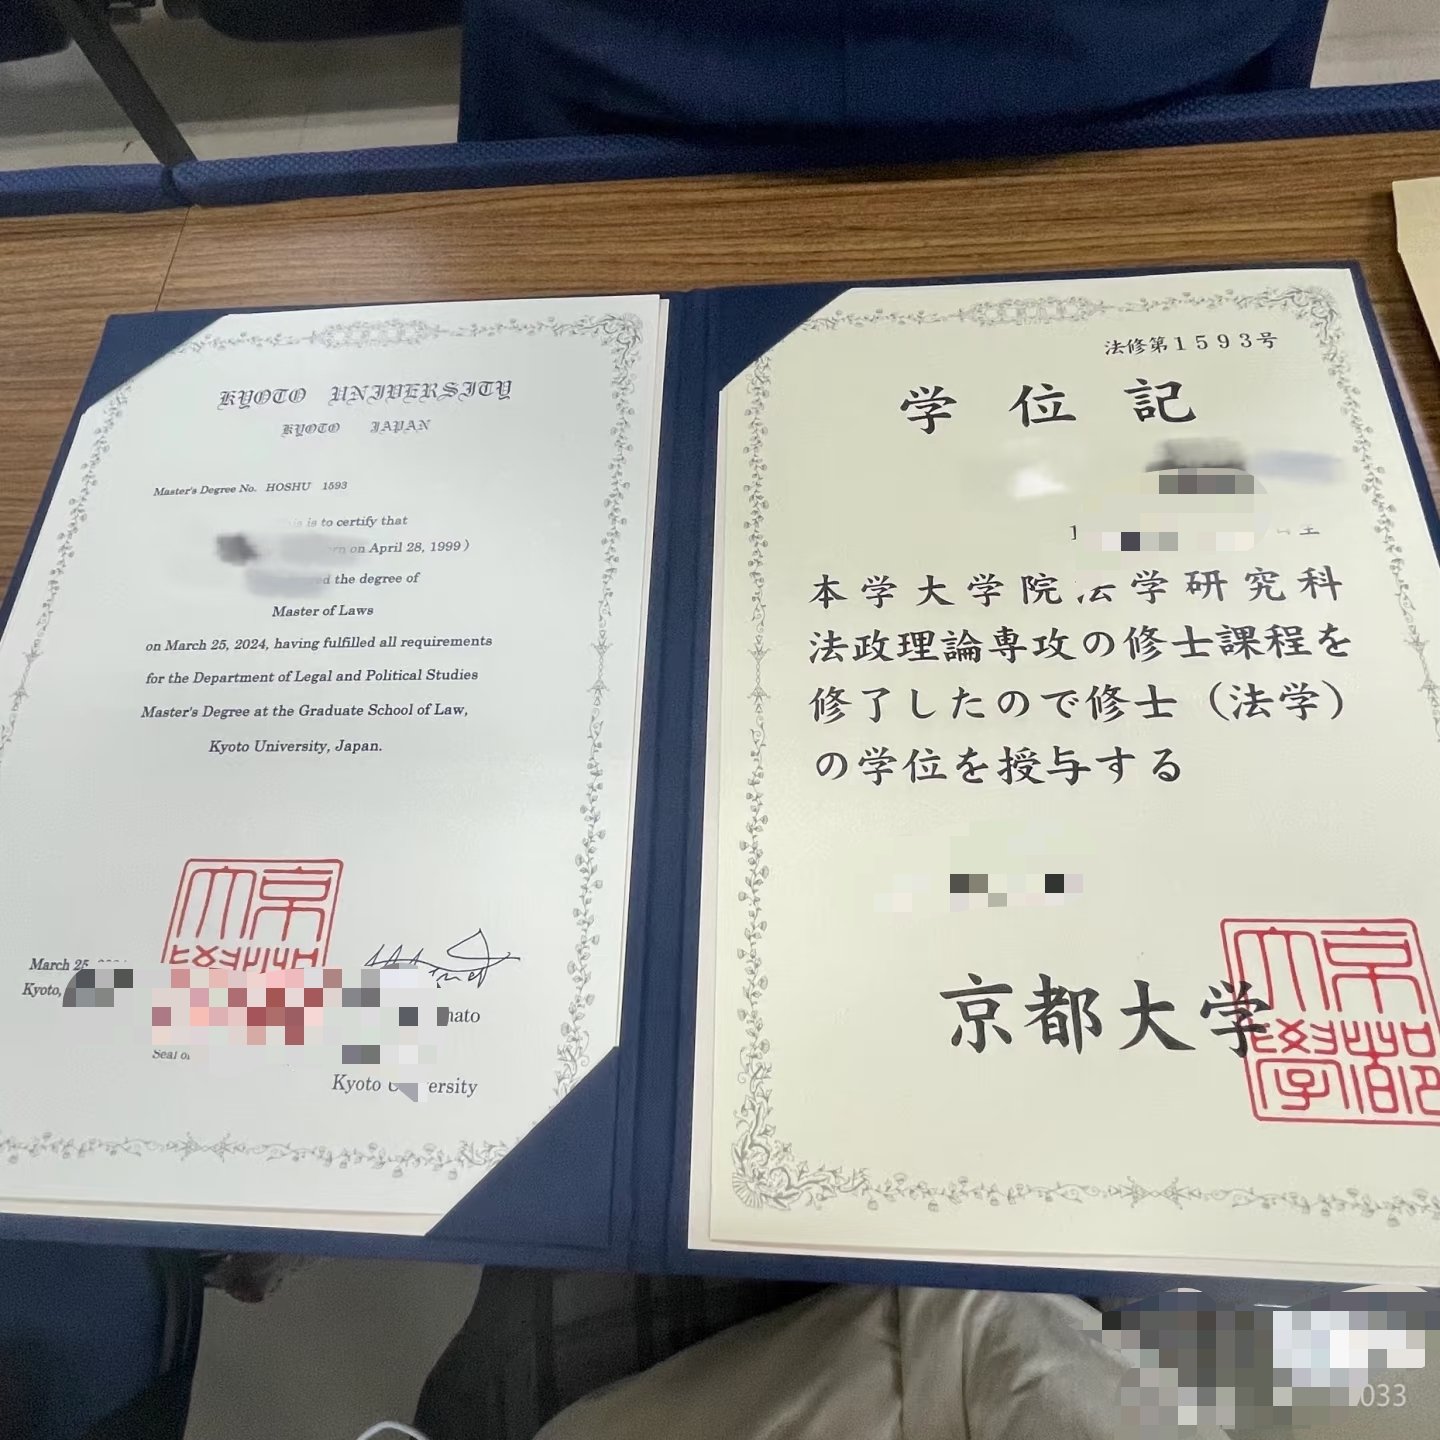 KYOTO UNIVERSITY
KYOTO JAPAN
Master's Degree No. HOSHU 1593
is to certify that
on April 28, 1999)
the degree of
Master of Laws
on March 25, 2024, having fulfilled all requirements
for the Department of Legal and Political Studies
Master's Degree at the Graduate School of Law,
Kyoto University, Japan.
March 25,
Kyoto,
Seal of
Kyoto University
法修第1593号
学位記
本学大学院法学研究科
法政理論専攻の修士課程を
修了したので修士（法学）
の学位を授与する
京都大学
033